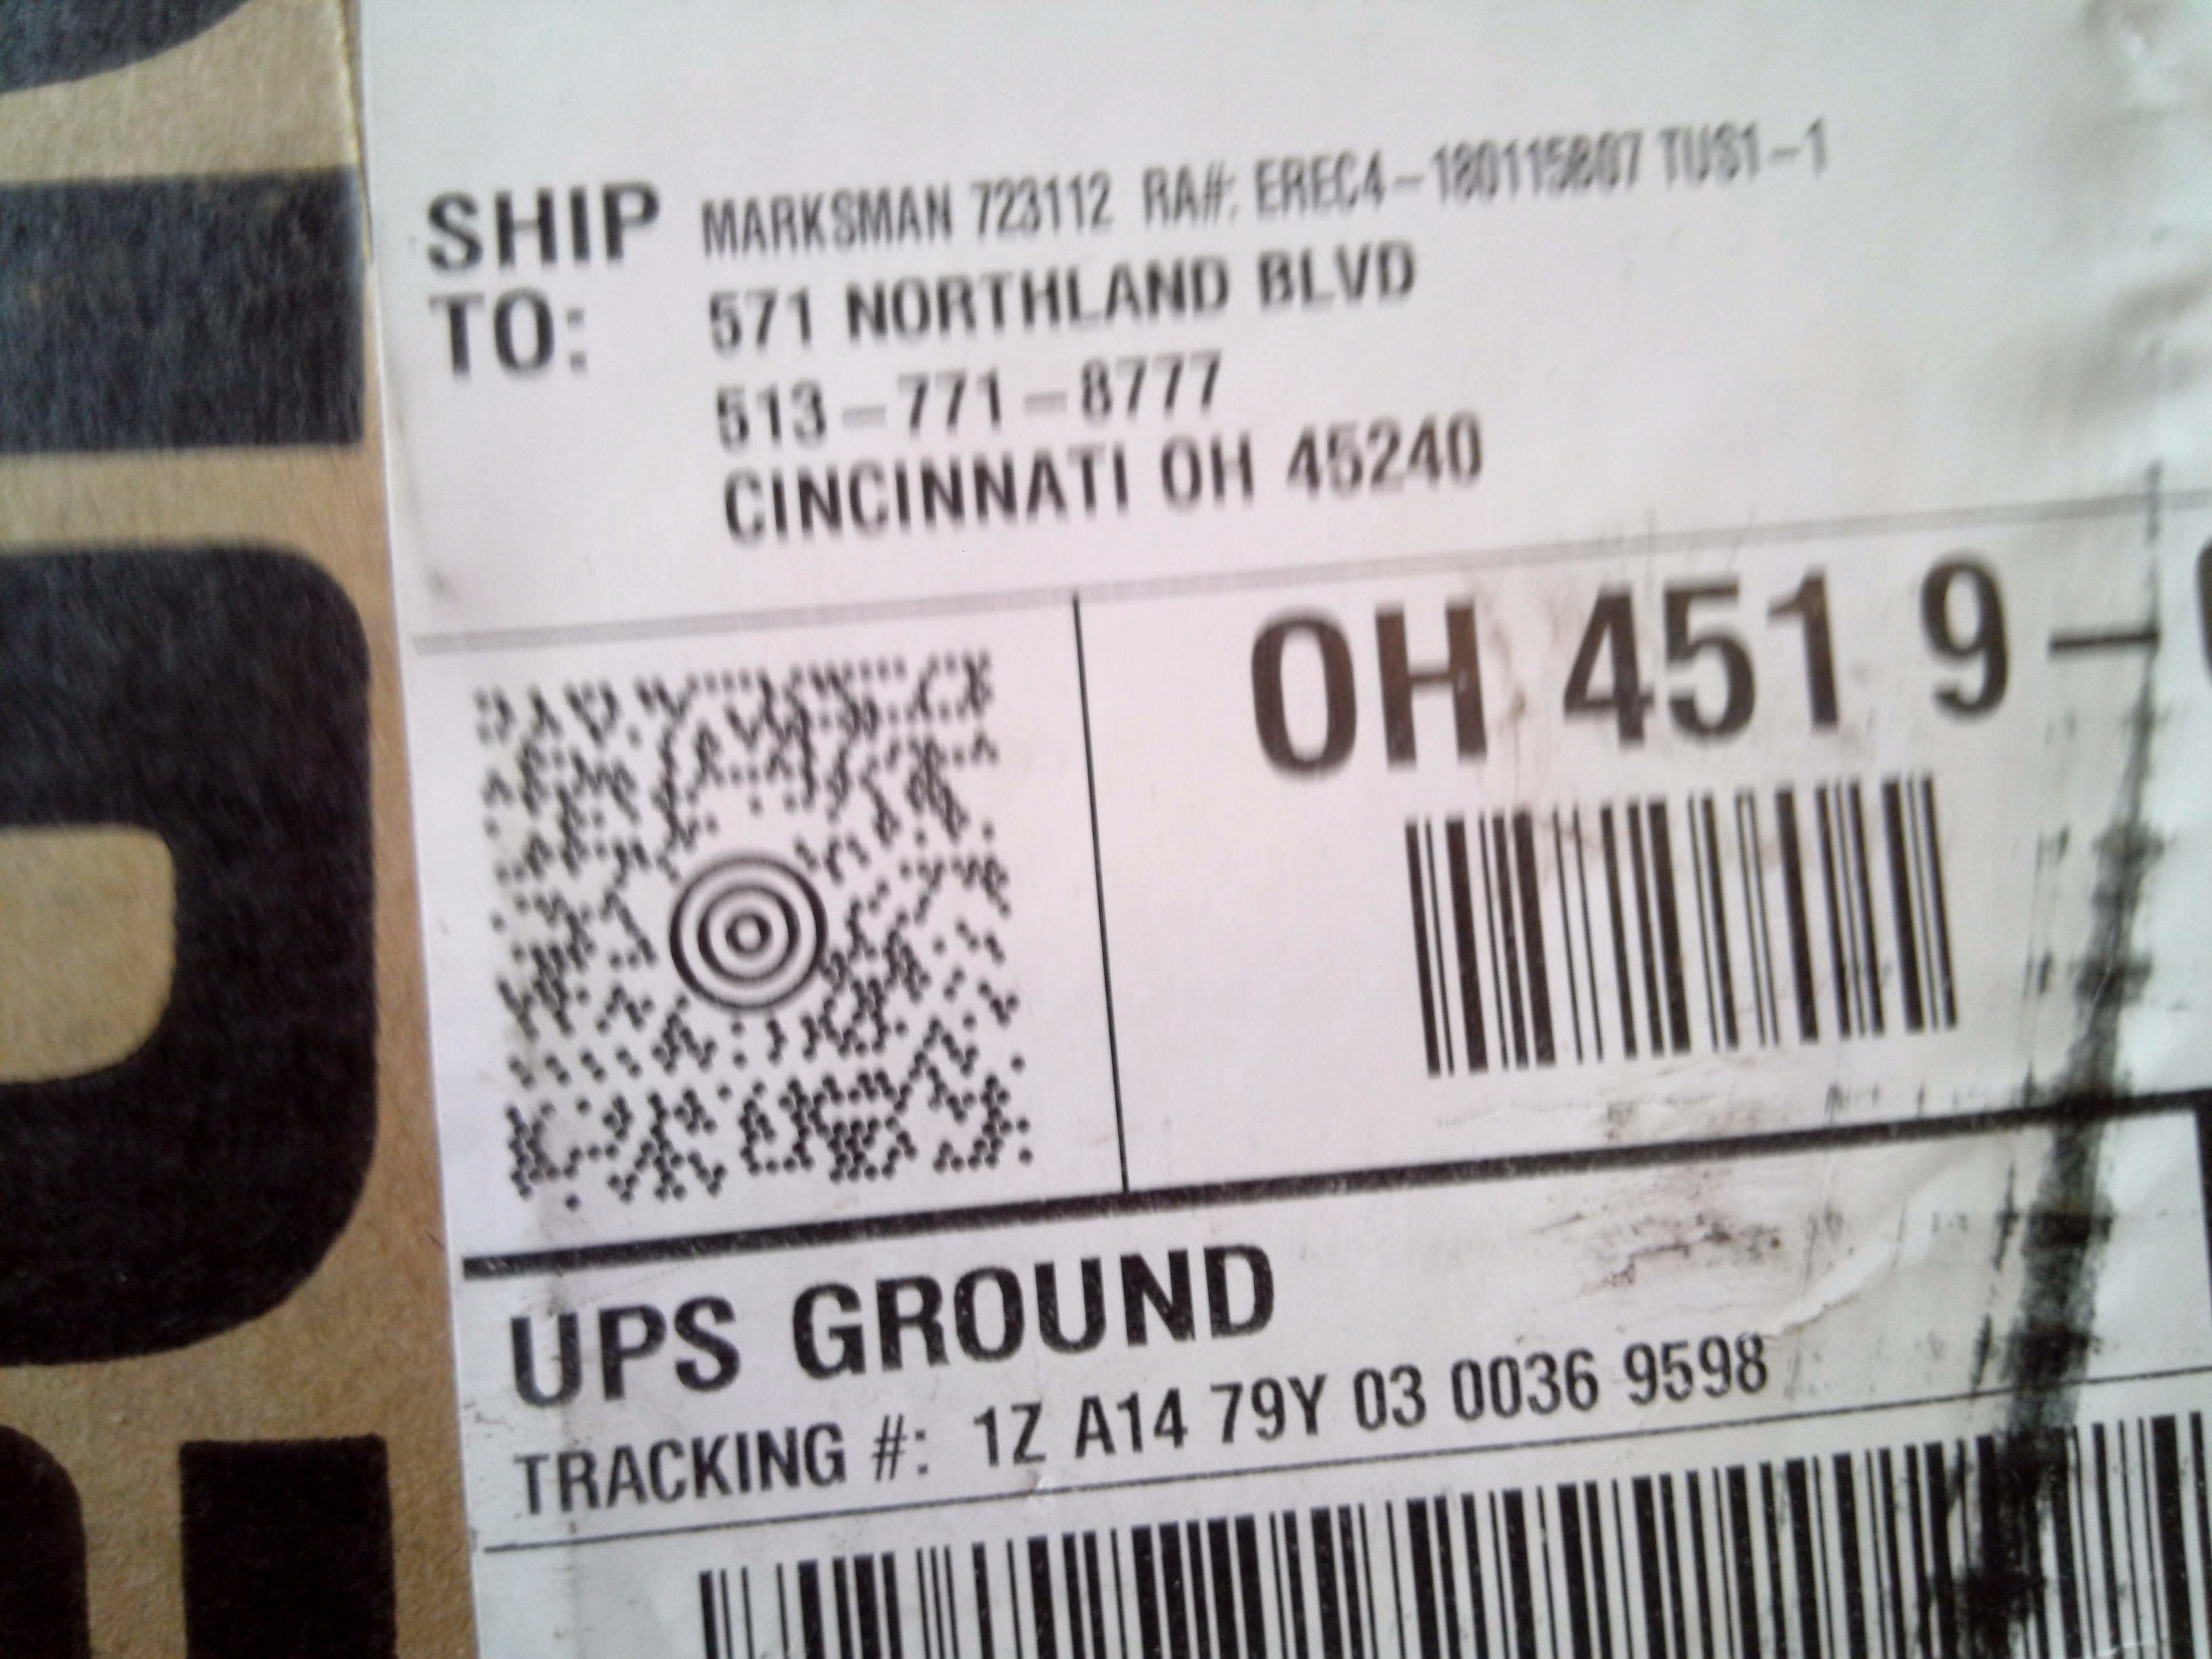 SHIP TO:
MARKSMAN 723112 RA#: EREC4-180115807 TUS1-1
571 NORTHLAND BLVD
513-771-8777
CINCINNATI OH 45240
OH 451 9-
UPS GROUND
TRACKING #: 1Z A14 79Y 03 0036 9598